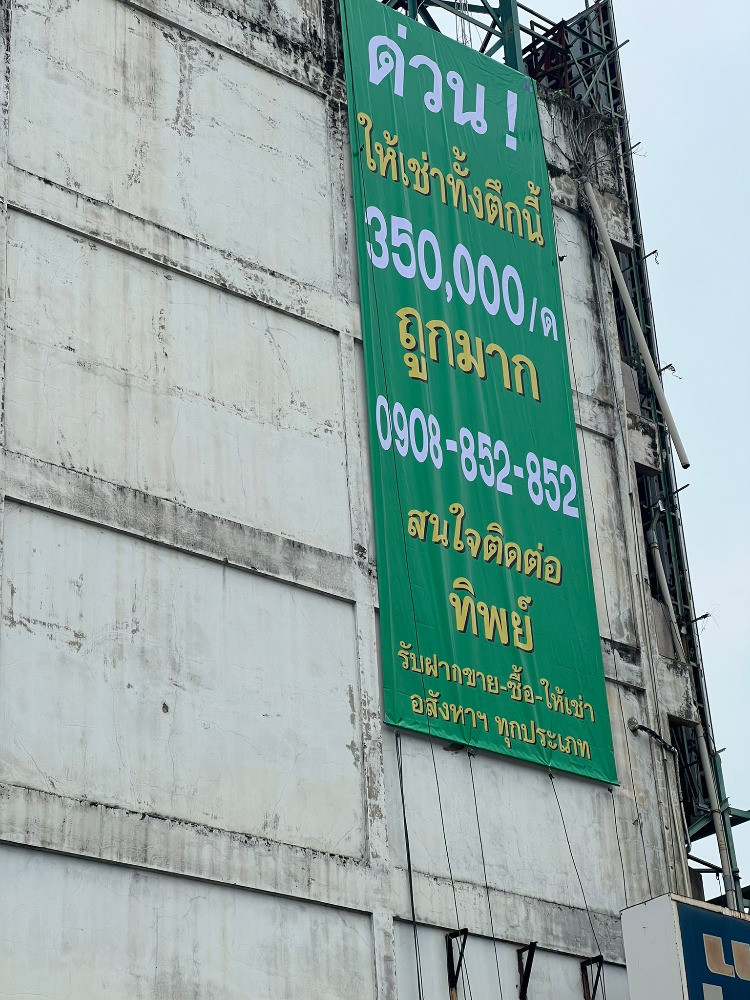 ด่วน !
ให้เช่าทั้งตึกนี้
350,000/ด
ถูกมาก
0908-852-852
สนใจติดต่อ
ทิพย์
รับฝากขาย-ซื้อ-ให้เช่า
อสังหาฯ ทุกประเภท